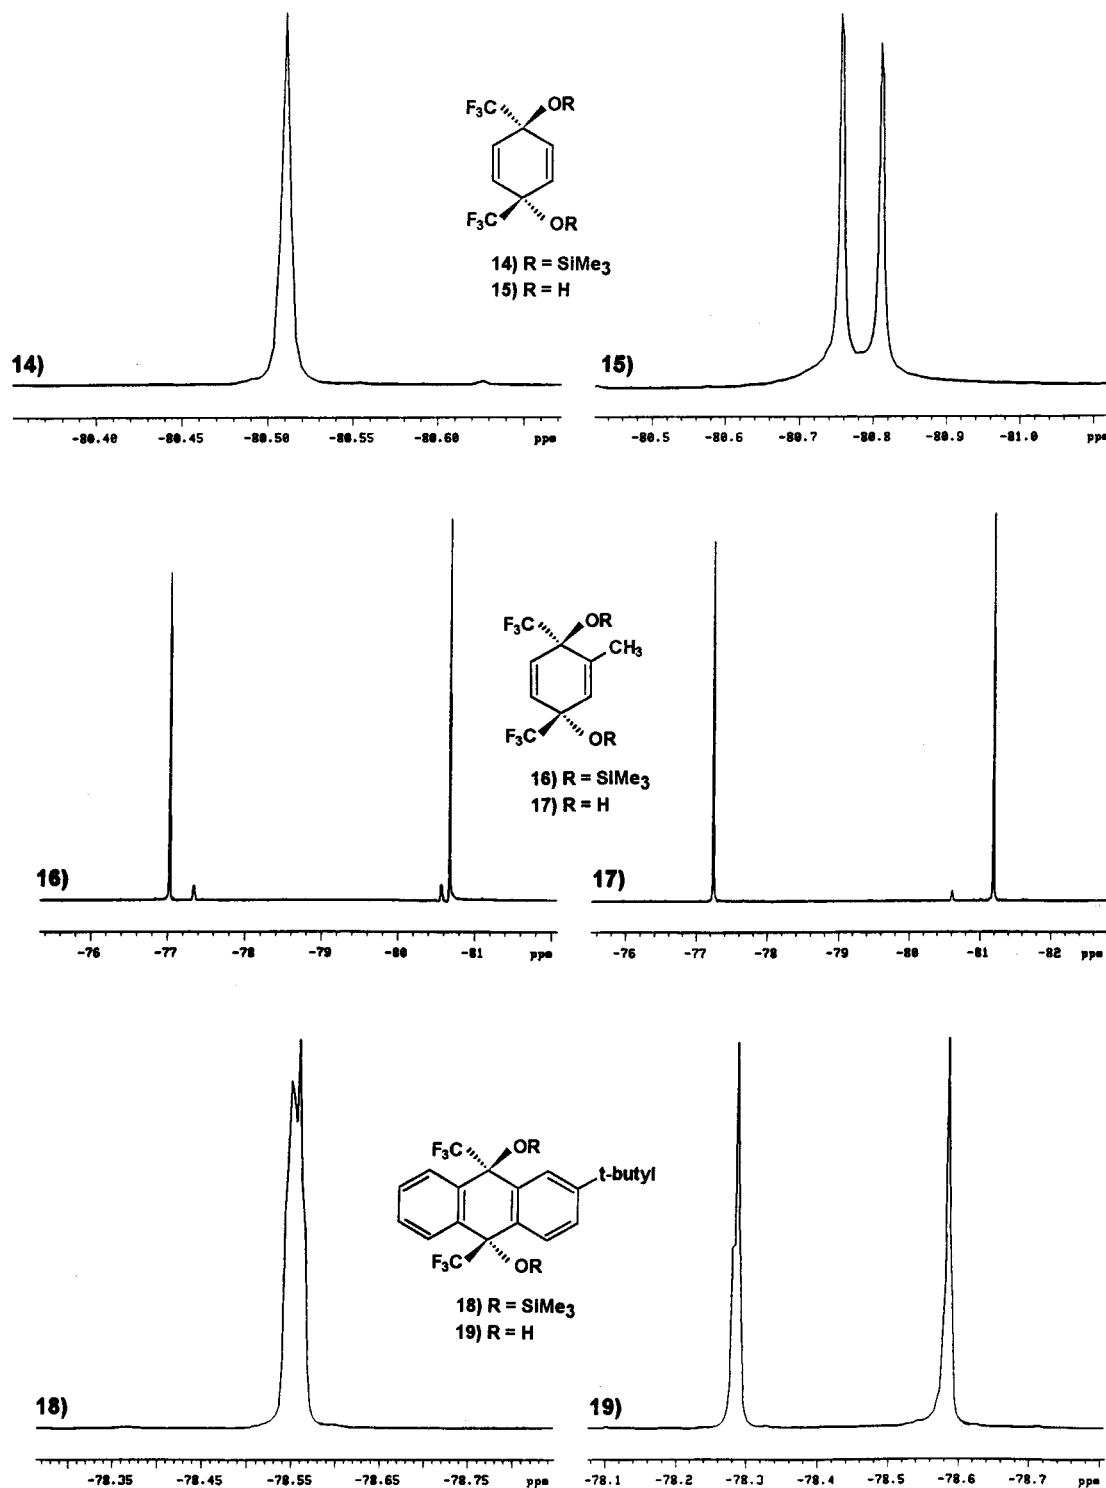 F₃C OR
F₃C OR
14) R = SiMe₃
15) R = H
14)
15)
-80.40 -80.45 -80.50 -80.55 -80.60 ppm
-80.5 -80.6 -80.7 -80.8 -80.9 -81.0 ppm
F₃C OR
CH₃
F₃C OR
16) R = SiMe₃
17) R = H
16)
17)
-76 -77 -78 -79 -80 -81 ppm
-76 -77 -78 -79 -80 -81 -82 ppm
F₃C OR
t-butyl
F₃C OR
18) R = SiMe₃
19) R = H
18)
19)
-78.35 -78.45 -78.55 -78.65 -78.75 ppm
-78.1 -78.2 -78.3 -78.4 -78.5 -78.6 -78.7 ppm